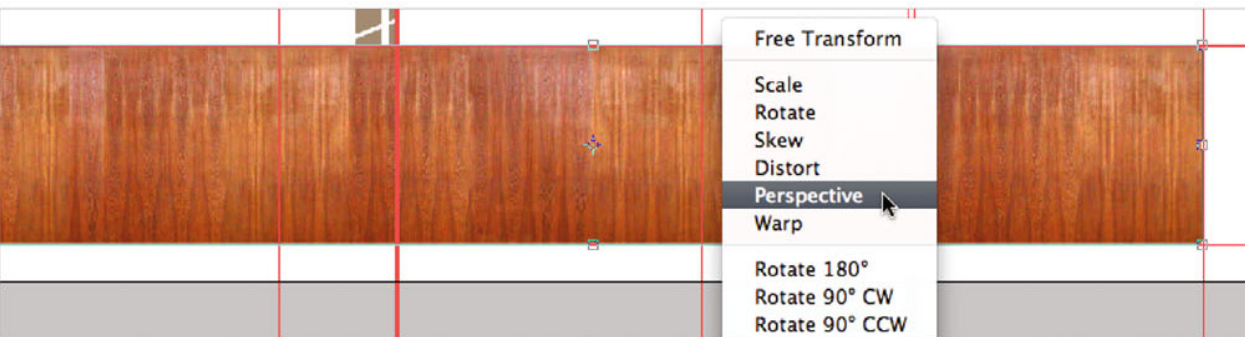 Free Transform
Scale
Rotate
Skew
Distort
Perspective
Warp
Rotate 180°
Rotate 90° CW
Rotate 90° CCW